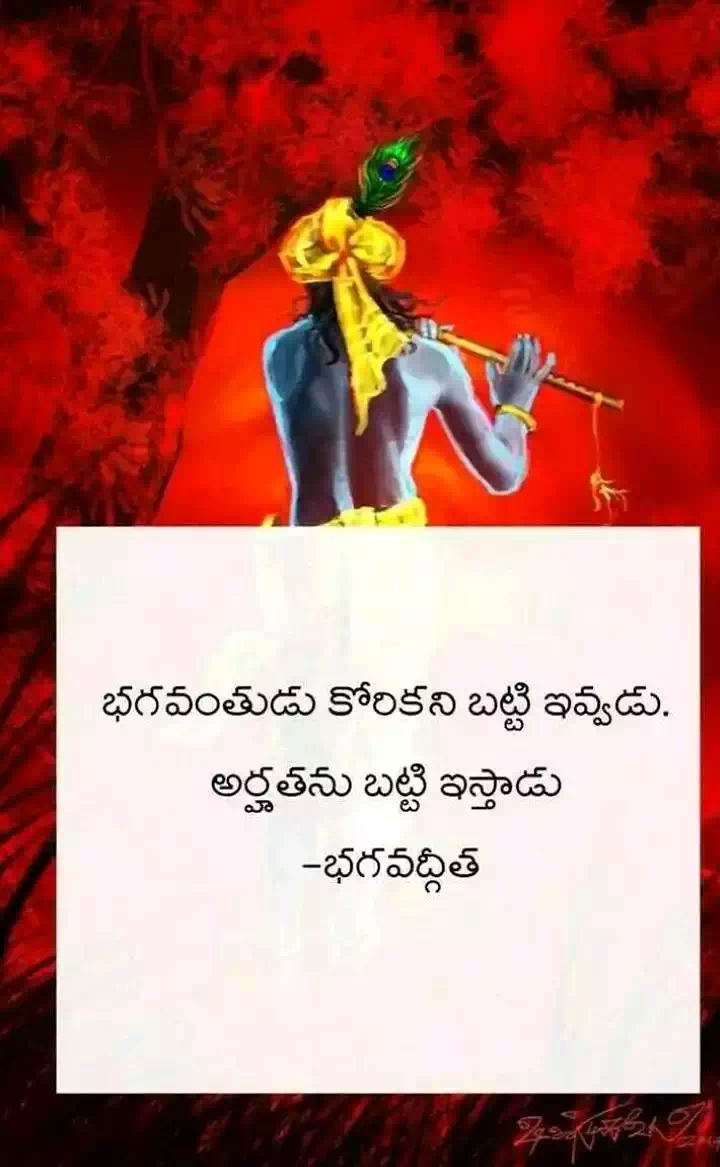 భగవంతుడు కోరికని బట్టి ఇవ్వడు.
అర్హతను బట్టి ఇస్తాడు
-భగవద్గీత